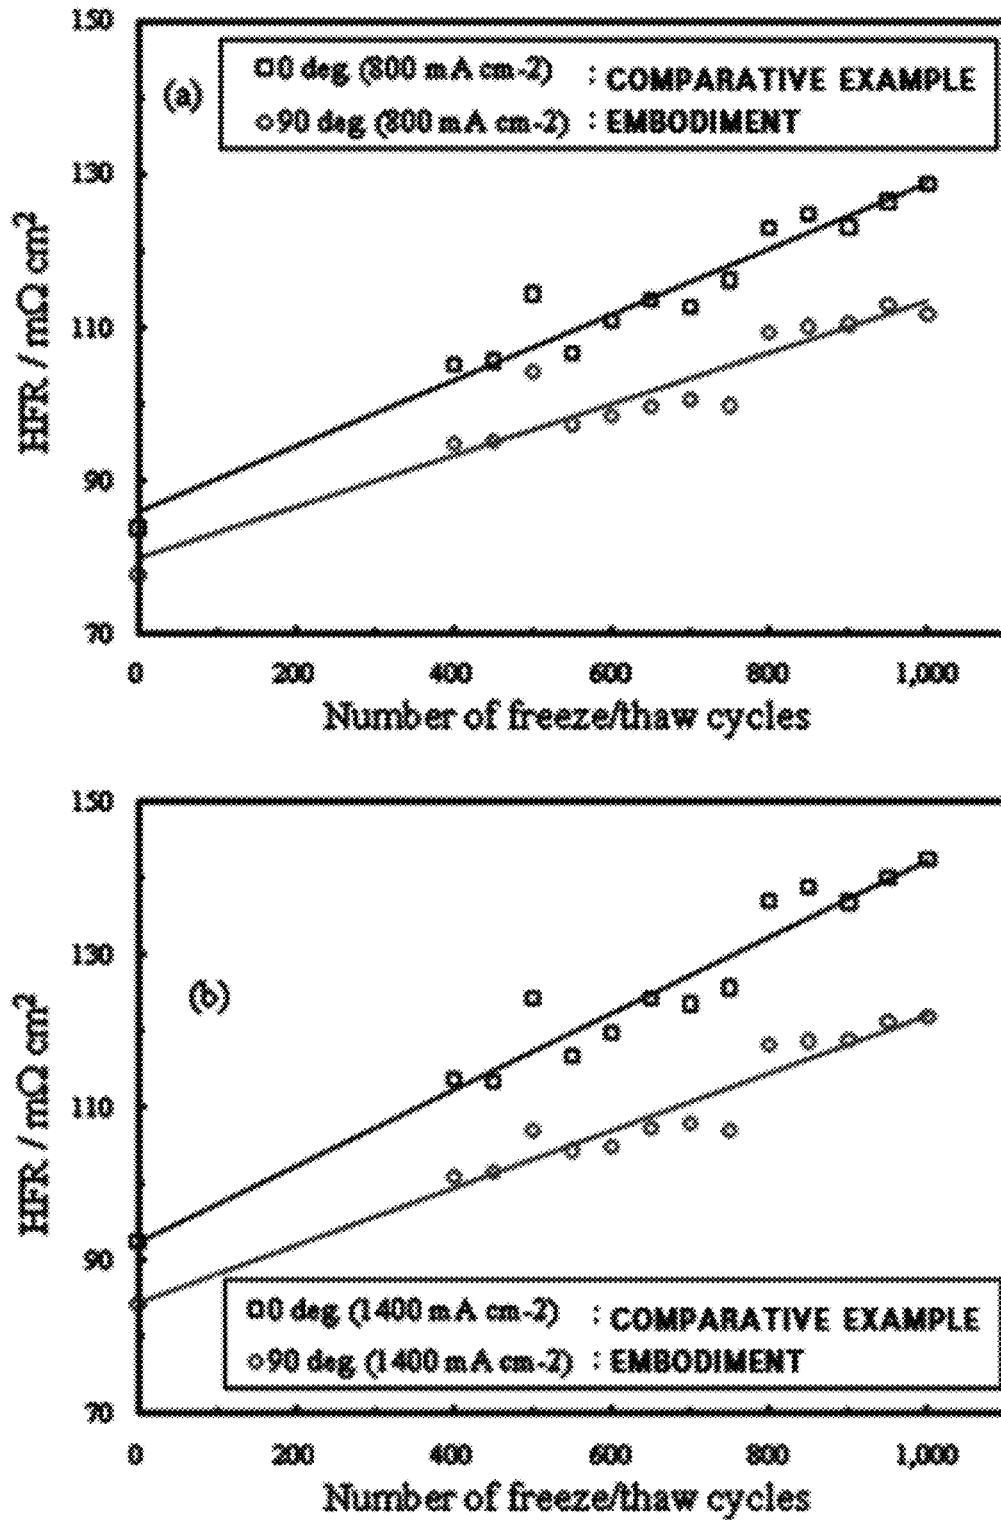 150
(a)
0 deg. (800 mA cm-2) : COMPARATIVE EXAMPLE
90 deg. (800 mA cm-2) : EMBODIMENT
130
HFR / mΩ cm²
110
90
70
0 200 400 600 800 1,000
Number of freeze/thaw cycles
150
130
(b)
HFR / mΩ cm²
110
90
0 deg. (1400 mA cm-2) : COMPARATIVE EXAMPLE
90 deg. (1400 mA cm-2) : EMBODIMENT
70
0 200 400 600 800 1,000
Number of freeze/thaw cycles